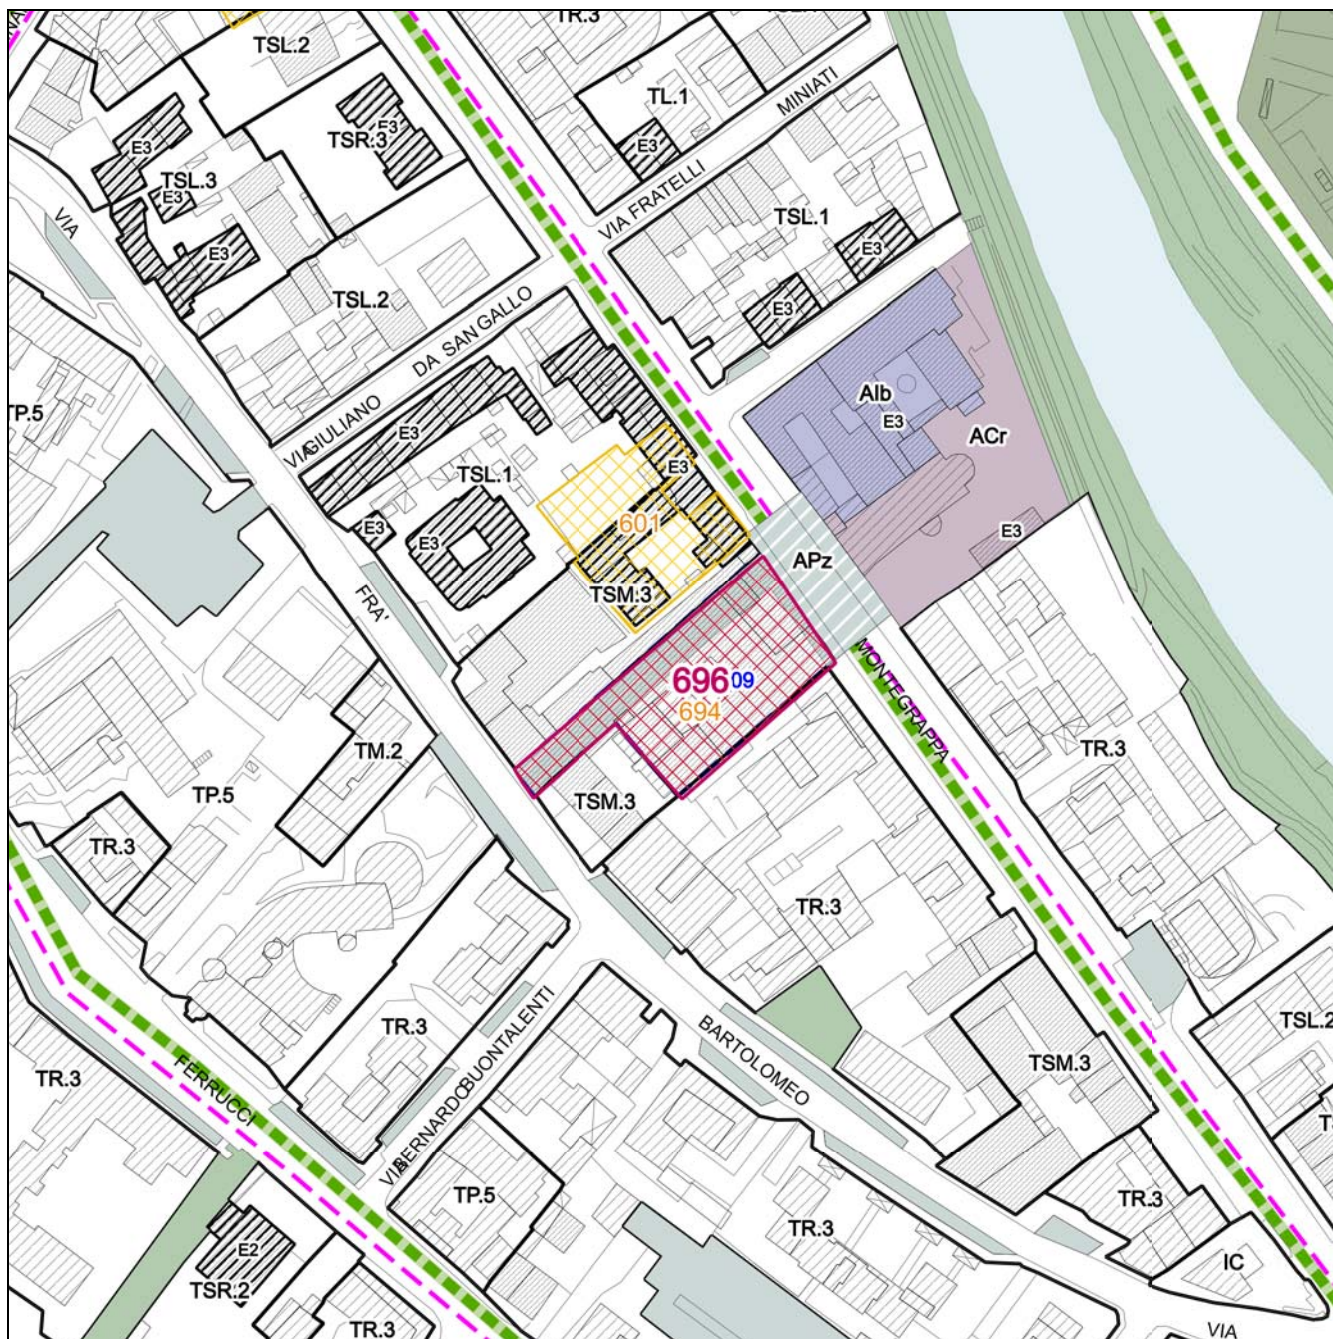 TSL.2
TR.3
TL.1
E3
MINIATI
VIA FRATELLI
E3
TSR.3
E3
TSL.3
E3
E3
VIA
TSL.1
E3
E3
TSL.2
DA SAN GALLO
GIULIANO
VIA
TP.5
E3
TSL.1
E3
E3
E3
601
AIb
E3
ACr
E3
APz
FRA'
TSM.3
69609
694
MONTEGRAPPA
TR.3
TM.2
TSM.3
TP.5
TR.3
TR.3
TSL.2
TR.3
BUONTALENTI
BERNARDO
VIA
BARTOLOMEO
TSM.3
TR.3
FERRUCCI
TP.5
TR.3
TR.3
E2
TSR.2
TR.3
IC
VIA